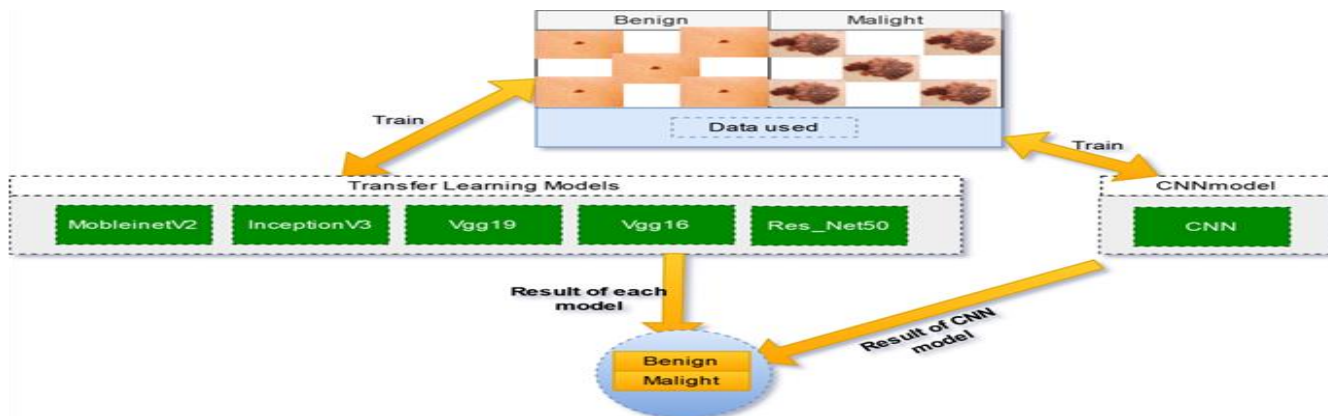 Benign
Malight
Data used
Train
Train
Transfer Learning Models
CNNmodel
MobleinetV2
InceptionV3
Vgg19
Vgg16
Res_Net50
CNN
Result of each
model
Result of CNN
model
Benign
Malight